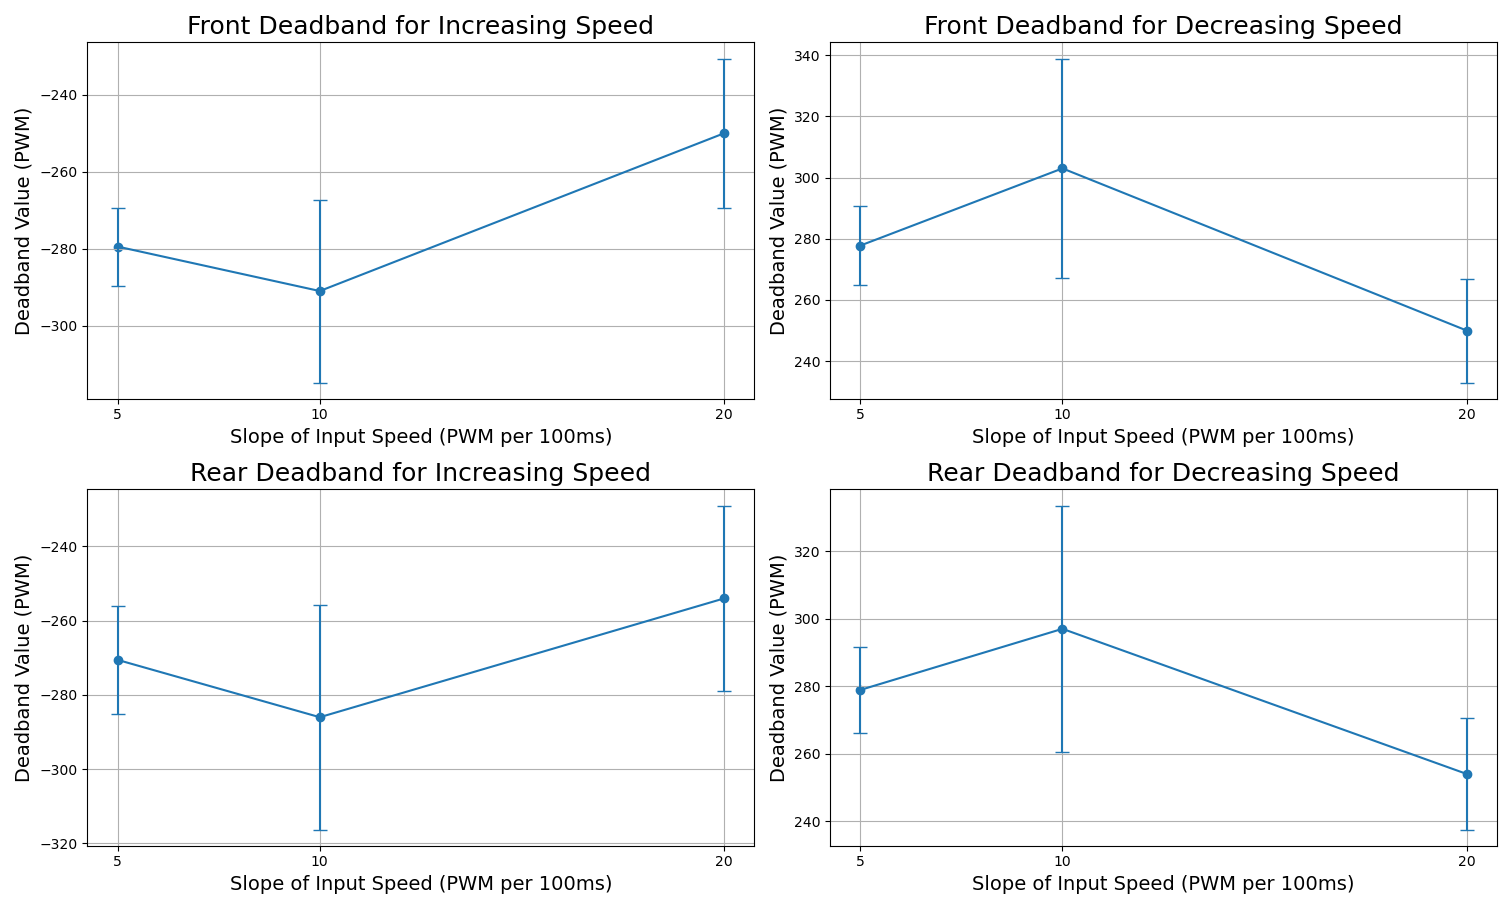 Front Deadband for Increasing Speed
Deadband Value (PWM)
−240
−260
−280
−300
5
10
20
Slope of Input Speed (PWM per 100ms)
Front Deadband for Decreasing Speed
Deadband Value (PWM)
340
320
300
280
260
240
5
10
20
Slope of Input Speed (PWM per 100ms)
Rear Deadband for Increasing Speed
Deadband Value (PWM)
−240
−260
−280
−300
−320
5
10
20
Slope of Input Speed (PWM per 100ms)
Rear Deadband for Decreasing Speed
Deadband Value (PWM)
320
300
280
260
240
5
10
20
Slope of Input Speed (PWM per 100ms)